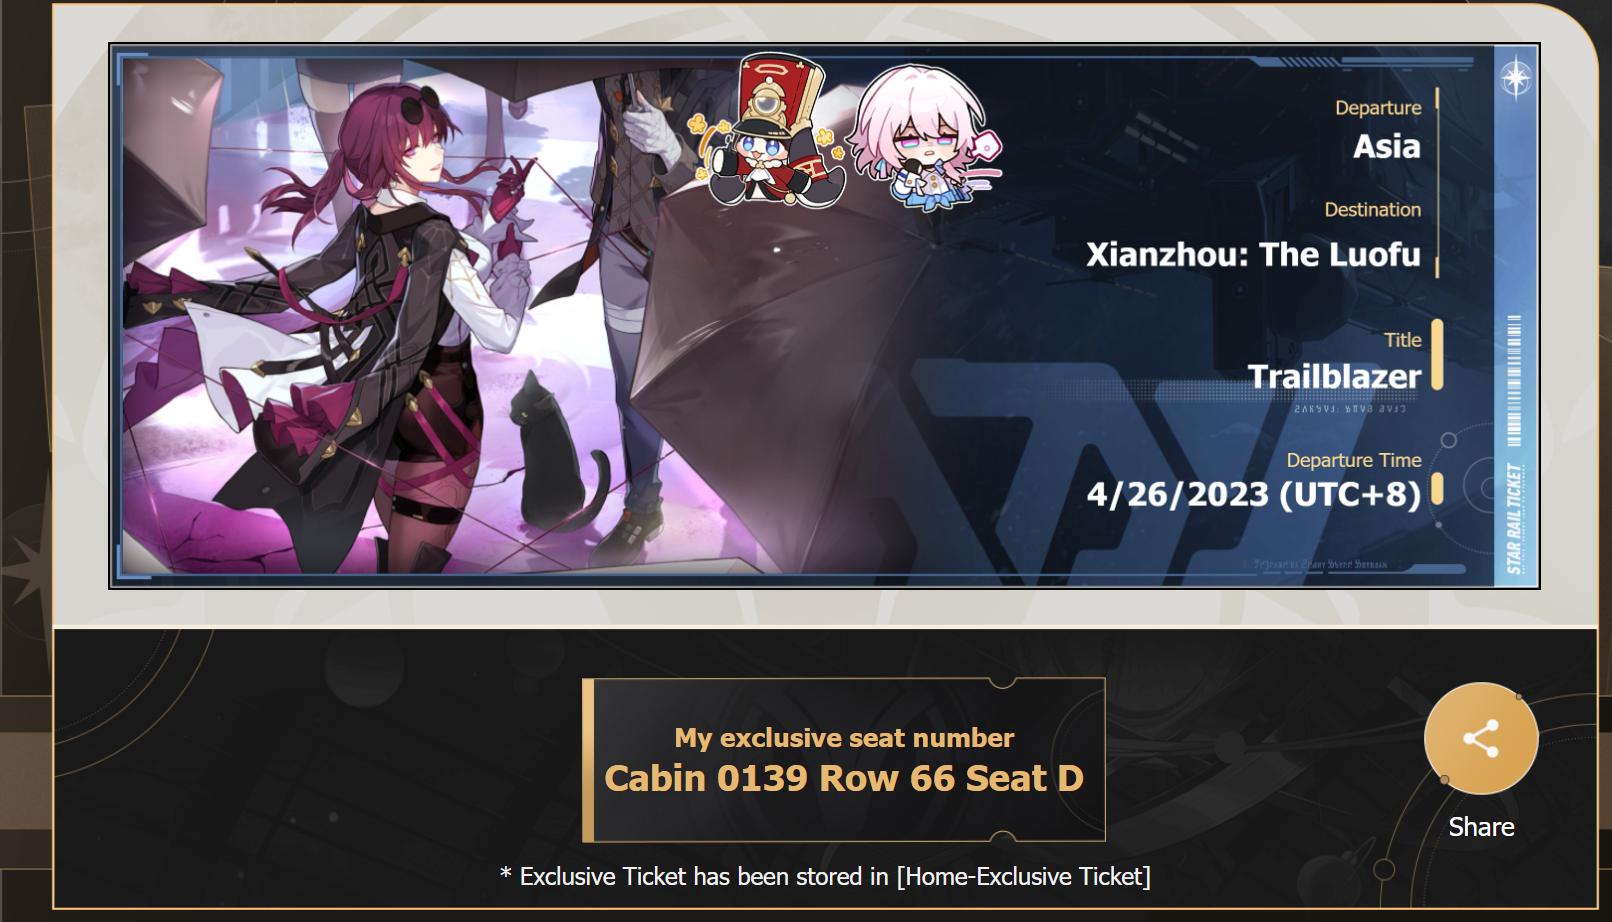 Departure
Asia
Destination
Xianzhou: The Luofu
Title
Trailblazer
Departure Time
4/26/2023 (UTC+8)
STAR RAIL TICKET
My exclusive seat number
Cabin 0139 Row 66 Seat D
Share
* Exclusive Ticket has been stored in [Home-Exclusive Ticket]